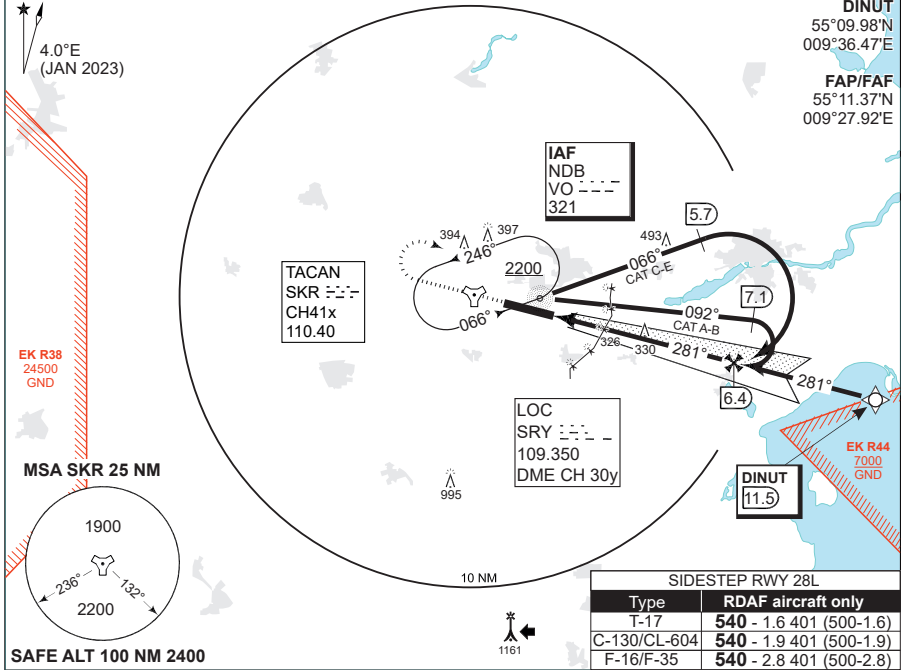 4.0°E
(JAN 2023)
DINUT
55°09.98'N
009°36.47'E
FAP/FAF
55°11.37'N
009°27.92'E
IAF
NDB
VO
321
TACAN
SKR
CH41x
110.40
394
397
246°
2200
066°
493
5.7
066°
CAT C-E
7.1
092°
CAT A-B
326
330
281°
6.4
281°
EK R38
24500
GND
LOC
SRY
109.350
DME CH 30y
DINUT
11.5
EK R44
7000
GND
995
MSA SKR 25 NM
1900
236°
132°
2200
SAFE ALT 100 NM 2400
10 NM
1161
SIDESTEP RWY 28L
Type RDAF aircraft only
T-17 540 - 1.6 401 (500-1.6)
C-130/CL-604 540 - 1.9 401 (500-1.9)
F-16/F-35 540 - 2.8 401 (500-2.8)